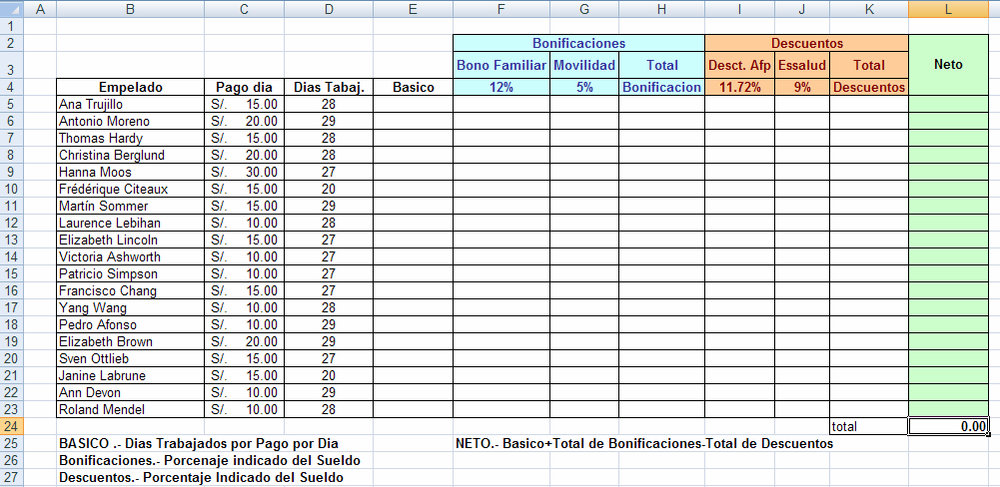 A B C D E F G H I J K L
1
2 Bonificaciones Descuentos
3 Bono Familiar Movilidad Total Desct. Afp Essalud Total Neto
4 Empelado Pago dia Dias Tabaj. Basico 12% 5% Bonificacion 11.72% 9% Descuentos
5 Ana Trujillo S/. 15.00 28
6 Antonio Moreno S/. 20.00 29
7 Thomas Hardy S/. 15.00 28
8 Christina Berglund S/. 20.00 28
9 Hanna Moos S/. 30.00 27
10 Frédérique Citeaux S/. 15.00 20
11 Martín Sommer S/. 15.00 29
12 Laurence Lebihan S/. 10.00 28
13 Elizabeth Lincoln S/. 15.00 27
14 Victoria Ashworth S/. 10.00 27
15 Patricio Simpson S/. 10.00 27
16 Francisco Chang S/. 15.00 27
17 Yang Wang S/. 10.00 28
18 Pedro Afonso S/. 10.00 29
19 Elizabeth Brown S/. 20.00 29
20 Sven Ottlieb S/. 15.00 27
21 Janine Labrune S/. 15.00 20
22 Ann Devon S/. 10.00 29
23 Roland Mendel S/. 10.00 28
24 total 0.00
25 BASICO .- Dias Trabajados por Pago por Dia NETO.- Basico+Total de Bonificaciones-Total de Descuentos
26 Bonificaciones.- Porcenaje indicado del Sueldo
27 Descuentos.- Porcentaje Indicado del Sueldo